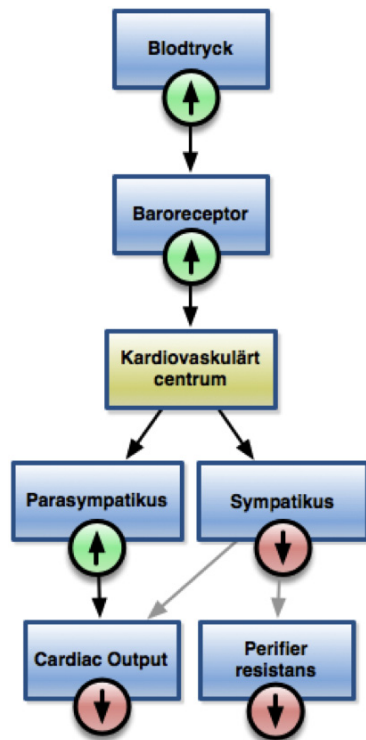 Blodtryck
Baroreceptor
Kardiovaskulärt
centrum
Parasympatikus
Sympatikus
Cardiac Output
Perifier
resistans